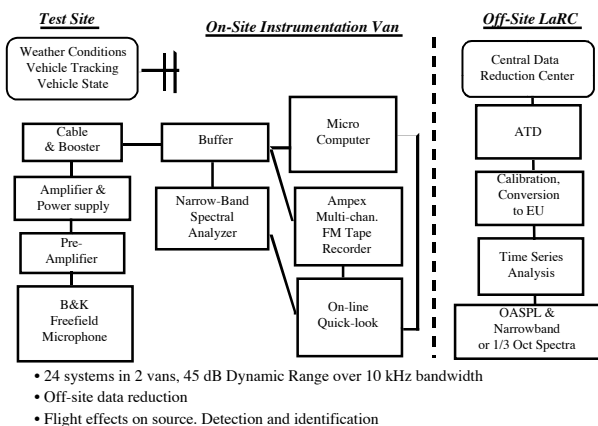 Test Site
On-Site Instrumentation Van
Off-Site LaRC
Weather Conditions
Vehicle Tracking
Vehicle State
Cable
& Booster
Amplifier &
Power supply
Pre-
Amplifier
B&K
Freefield
Microphone
Buffer
Narrow-Band
Spectral
Analyzer
Micro
Computer
Ampex
Multi-chan.
FM Tape
Recorder
On-line
Quick-look
Central Data
Reduction Center
ATD
Calibration,
Conversion
to EU
Time Series
Analysis
OASPL &
Narrowband
or 1/3 Oct Spectra
• 24 systems in 2 vans, 45 dB Dynamic Range over 10 kHz bandwidth
• Off-site data reduction
• Flight effects on source. Detection and identification